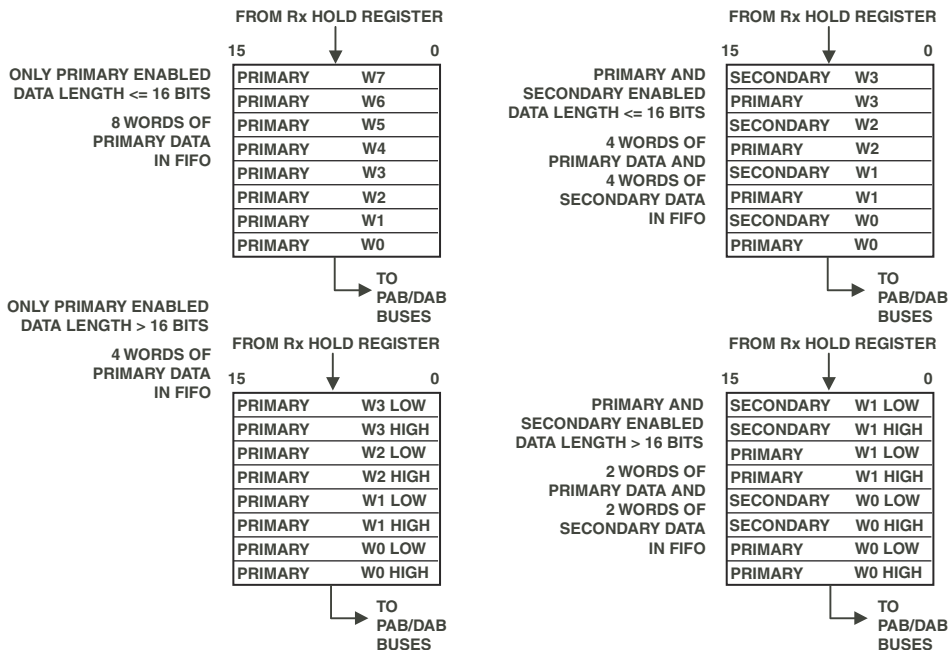 FROM Rx HOLD REGISTER
15 0
ONLY PRIMARY ENABLED
DATA LENGTH <= 16 BITS
8 WORDS OF
PRIMARY DATA
IN FIFO
PRIMARY W7
PRIMARY W6
PRIMARY W5
PRIMARY W4
PRIMARY W3
PRIMARY W2
PRIMARY W1
PRIMARY W0
TO
PAB/DAB
BUSES
FROM Rx HOLD REGISTER
15 0
PRIMARY AND
SECONDARY ENABLED
DATA LENGTH <= 16 BITS
4 WORDS OF
PRIMARY DATA AND
4 WORDS OF
SECONDARY DATA
IN FIFO
SECONDARY W3
PRIMARY W3
SECONDARY W2
PRIMARY W2
SECONDARY W1
PRIMARY W1
SECONDARY W0
PRIMARY W0
TO
PAB/DAB
BUSES
ONLY PRIMARY ENABLED
DATA LENGTH > 16 BITS
4 WORDS OF
PRIMARY DATA
IN FIFO
FROM Rx HOLD REGISTER
15 0
PRIMARY W3 LOW
PRIMARY W3 HIGH
PRIMARY W2 LOW
PRIMARY W2 HIGH
PRIMARY W1 LOW
PRIMARY W1 HIGH
PRIMARY W0 LOW
PRIMARY W0 HIGH
TO
PAB/DAB
BUSES
FROM Rx HOLD REGISTER
15 0
PRIMARY AND
SECONDARY ENABLED
DATA LENGTH > 16 BITS
2 WORDS OF
PRIMARY DATA AND
2 WORDS OF
SECONDARY DATA
IN FIFO
SECONDARY W1 LOW
SECONDARY W1 HIGH
PRIMARY W1 LOW
PRIMARY W1 HIGH
SECONDARY W0 LOW
SECONDARY W0 HIGH
PRIMARY W0 LOW
PRIMARY W0 HIGH
TO
PAB/DAB
BUSES